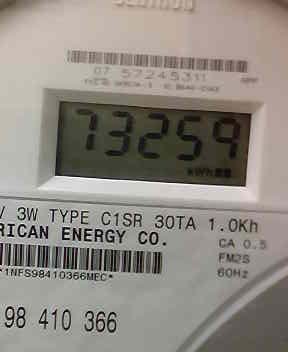 07 57245311
73259
kWh
V 3W TYPE C1SR 30TA 1.0Kh
RICAN ENERGY CO.
CA 0.5
FM2S
60Hz
*1NFS98410366MEC*
98 410 366